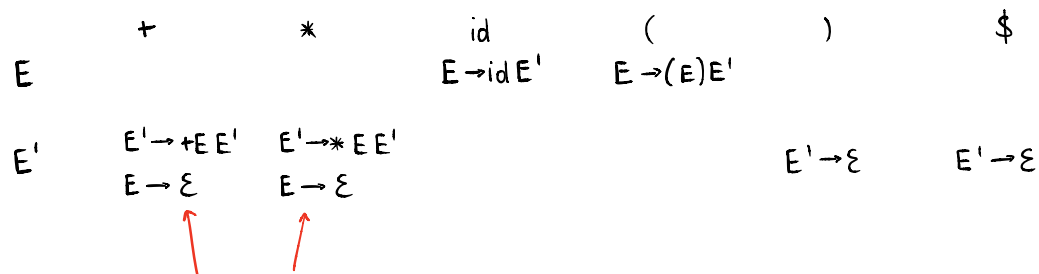 + * id ( ) $
E E→idE' E→(E)E'
E' E'→+EE' E'→*EE' E'→ε E'→ε
E→ε E→ε